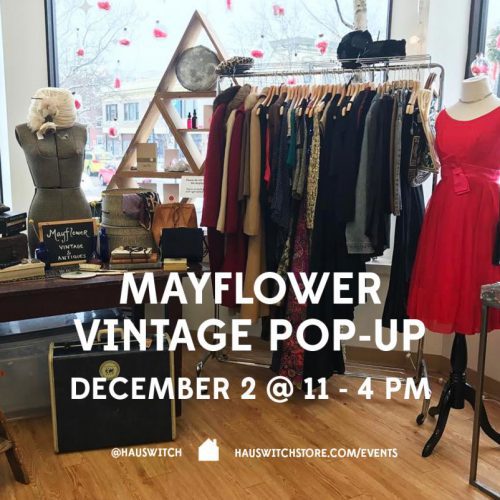 Mayflower
VINTAGE
&
ANTIQUES
MAYFLOWER
VINTAGE POP-UP
DECEMBER 2 @ 11 - 4 PM
@HAUSWITCH
HAUSWITCHSTORE.COM/EVENTS